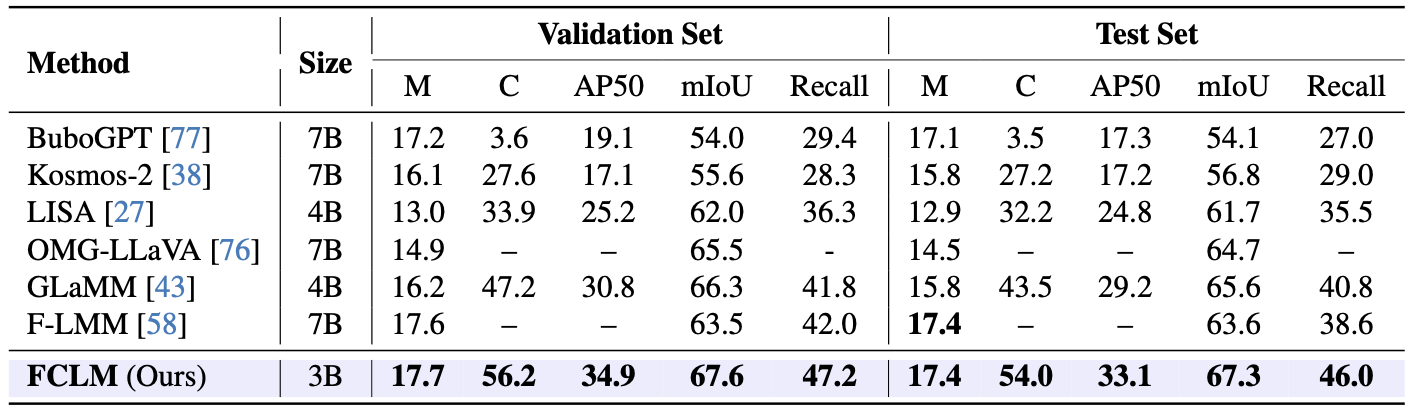 Method Size Validation Set Test Set
M C AP50 mIoU Recall M C AP50 mIoU Recall
BuboGPT [77] 7B 17.2 3.6 19.1 54.0 29.4 17.1 3.5 17.3 54.1 27.0
Kosmos-2 [38] 7B 16.1 27.6 17.1 55.6 28.3 15.8 27.2 17.2 56.8 29.0
LISA [27] 4B 13.0 33.9 25.2 62.0 36.3 12.9 32.2 24.8 61.7 35.5
OMG-LLaVA [76] 7B 14.9 – – 65.5 - 14.5 – – 64.7 –
GLaMM [43] 4B 16.2 47.2 30.8 66.3 41.8 15.8 43.5 29.2 65.6 40.8
F-LMM [58] 7B 17.6 – – 63.5 42.0 17.4 – – 63.6 38.6
FCLM (Ours) 3B 17.7 56.2 34.9 67.6 47.2 17.4 54.0 33.1 67.3 46.0